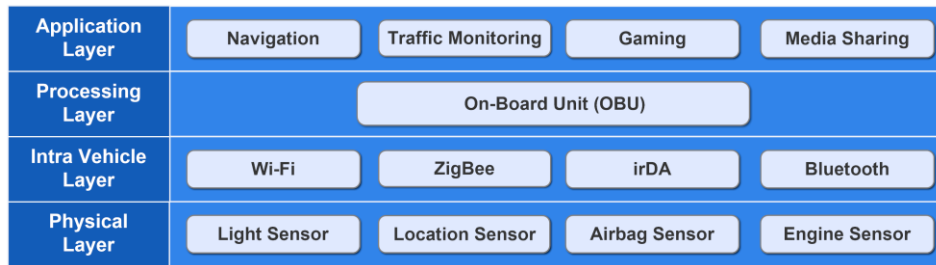 Application
Layer
Navigation
Traffic Monitoring
Gaming
Media Sharing
Processing
Layer
On-Board Unit (OBU)
Intra Vehicle
Layer
Wi-Fi
ZigBee
irDA
Bluetooth
Physical
Layer
Light Sensor
Location Sensor
Airbag Sensor
Engine Sensor